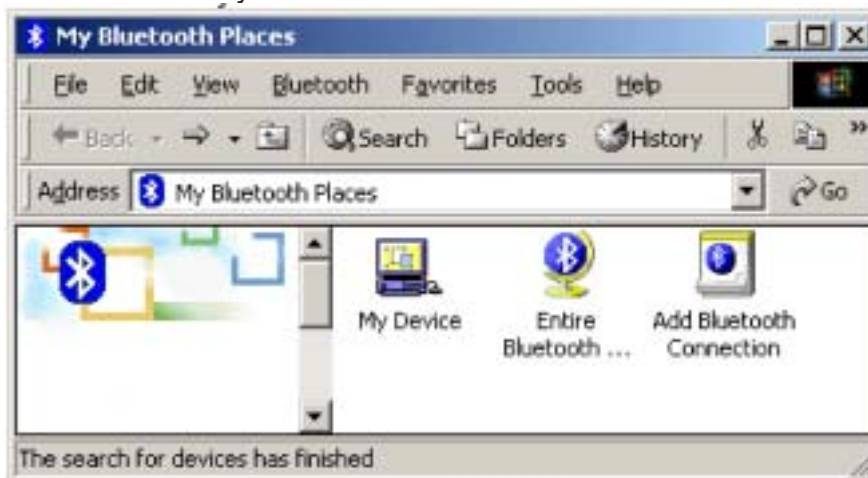 My Bluetooth Places
File Edit View Bluetooth Favorites Tools Help
Back Search Folders History »
Address My Bluetooth Places Go
My Device
Entire
Bluetooth ...
Add Bluetooth
Connection
The search for devices has finished